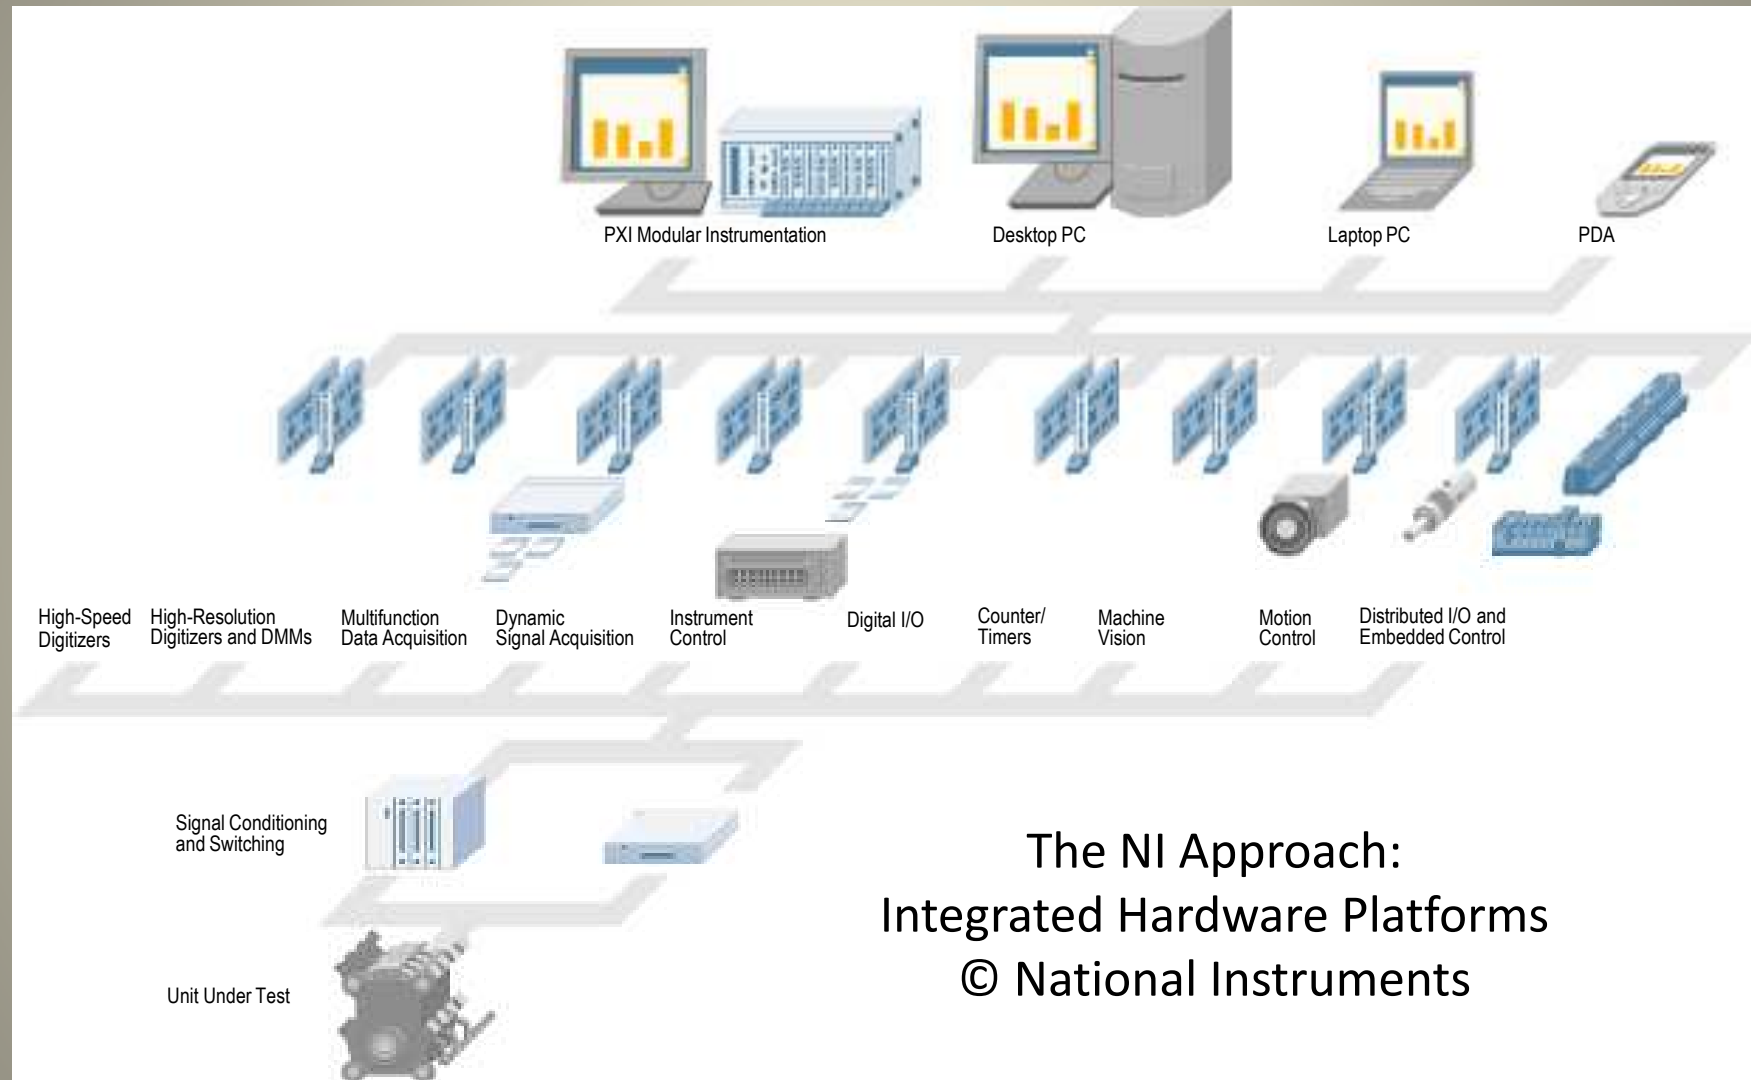 PXI Modular Instrumentation
Desktop PC
Laptop PC
PDA
High-Speed
Digitizers
High-Resolution
Digitizers and DMMs
Multifunction
Data Acquisition
Dynamic
Signal Acquisition
Instrument
Control
Digital I/O
Counter/
Timers
Machine
Vision
Motion
Control
Distributed I/O and
Embedded Control
Signal Conditioning
and Switching
Unit Under Test
The NI Approach:
Integrated Hardware Platforms
© National Instruments